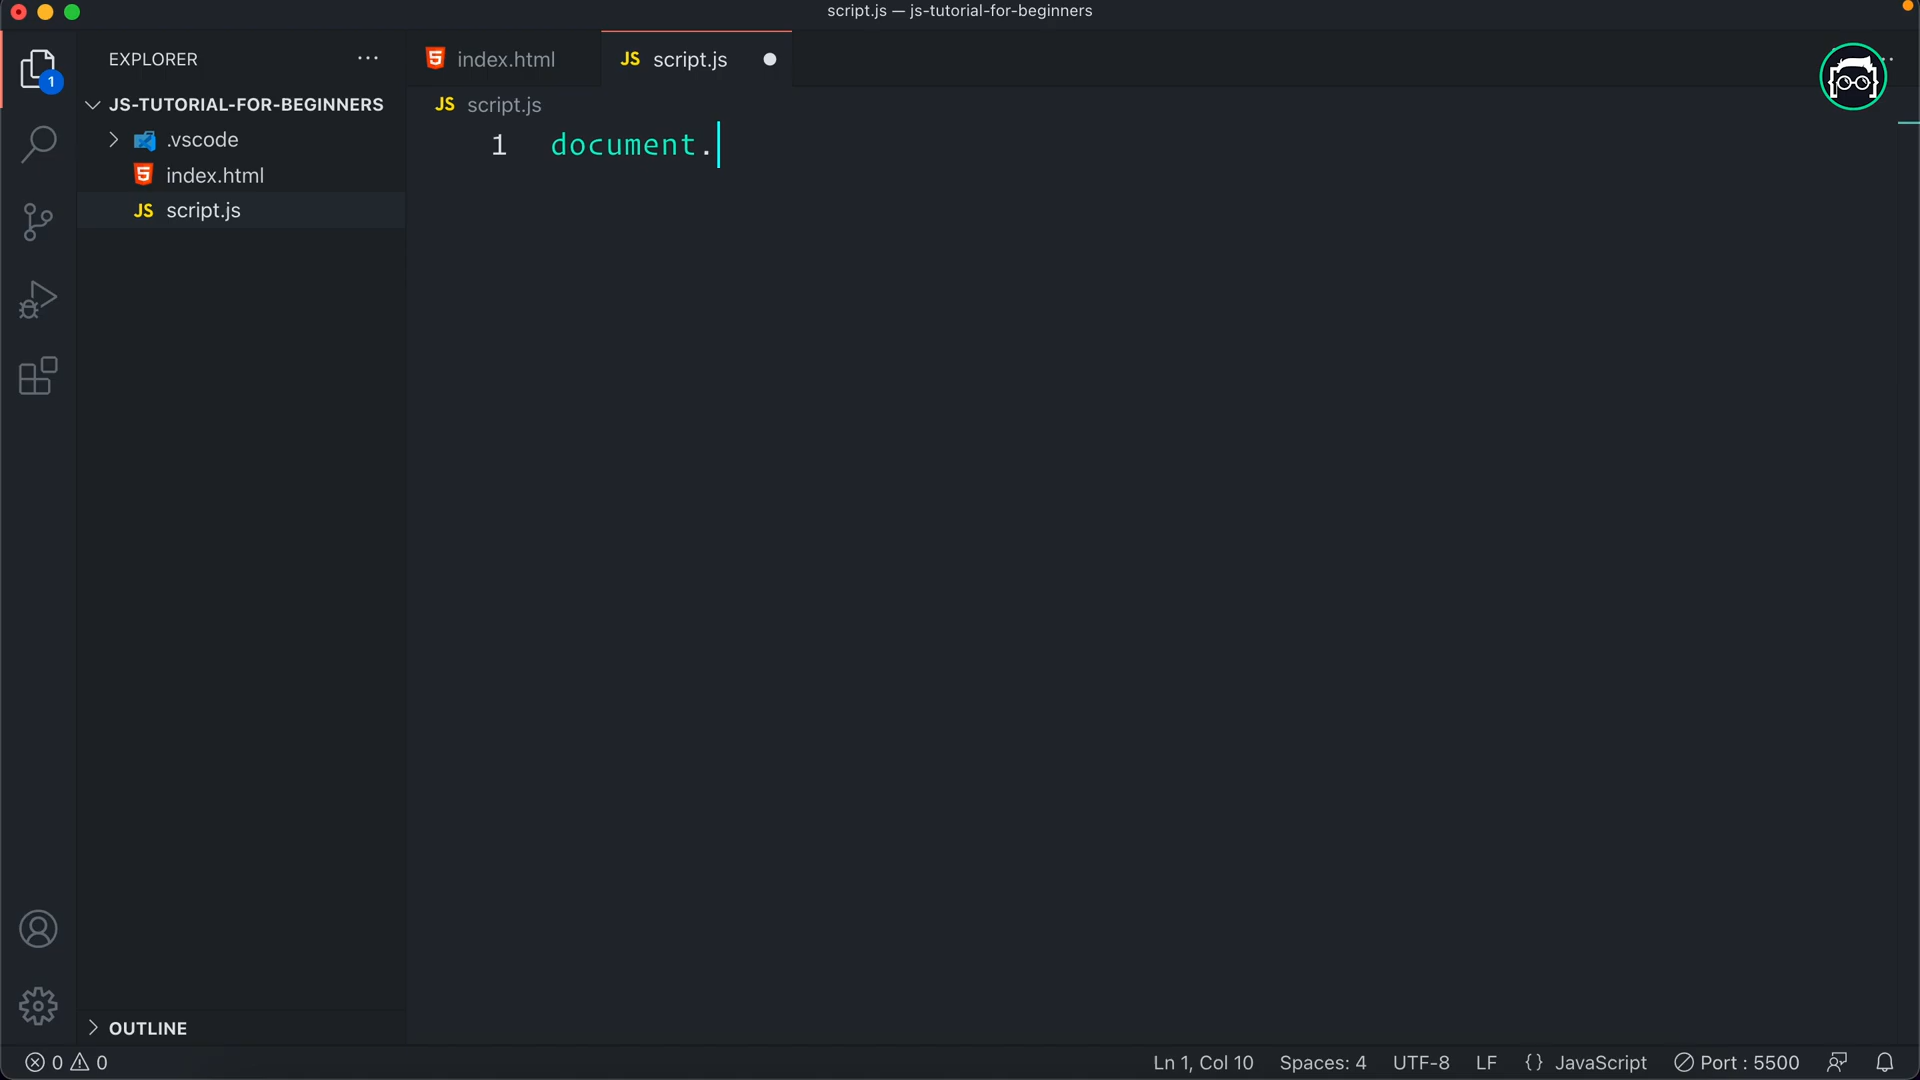 script.js — js-tutorial-for-beginners
EXPLORER
index.html
JS script.js
1
JS-TUTORIAL-FOR-BEGINNERS
JS script.js
.vscode
1 document.
index.html
JS script.js
OUTLINE
0 0
Ln 1, Col 10 Spaces: 4 UTF-8 LF {} JavaScript Port : 5500